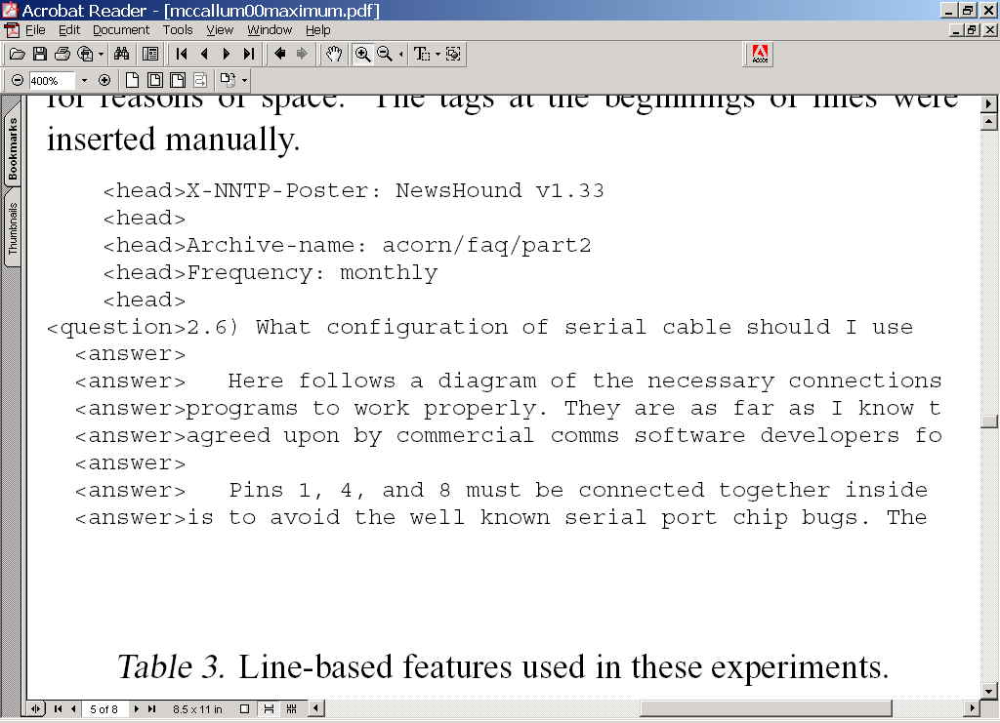 Acrobat Reader - [mccallum00maximum.pdf]
File Edit Document Tools View Window Help
Adobe
400%
Bookmarks
Thumbnails
for reasons of space. The tags at the beginnings of lines were
inserted manually.
<head>X-NNTP-Poster: NewsHound v1.33
<head>
<head>Archive-name: acorn/faq/part2
<head>Frequency: monthly
<head>
<question>2.6) What configuration of serial cable should I use
<answer>
<answer>   Here follows a diagram of the necessary connections
<answer>programs to work properly. They are as far as I know t
<answer>agreed upon by commercial comms software developers fo
<answer>
<answer>   Pins 1, 4, and 8 must be connected together inside
<answer>is to avoid the well known serial port chip bugs. The
Table 3. Line-based features used in these experiments.
5 of 8 8.5 x 11 in